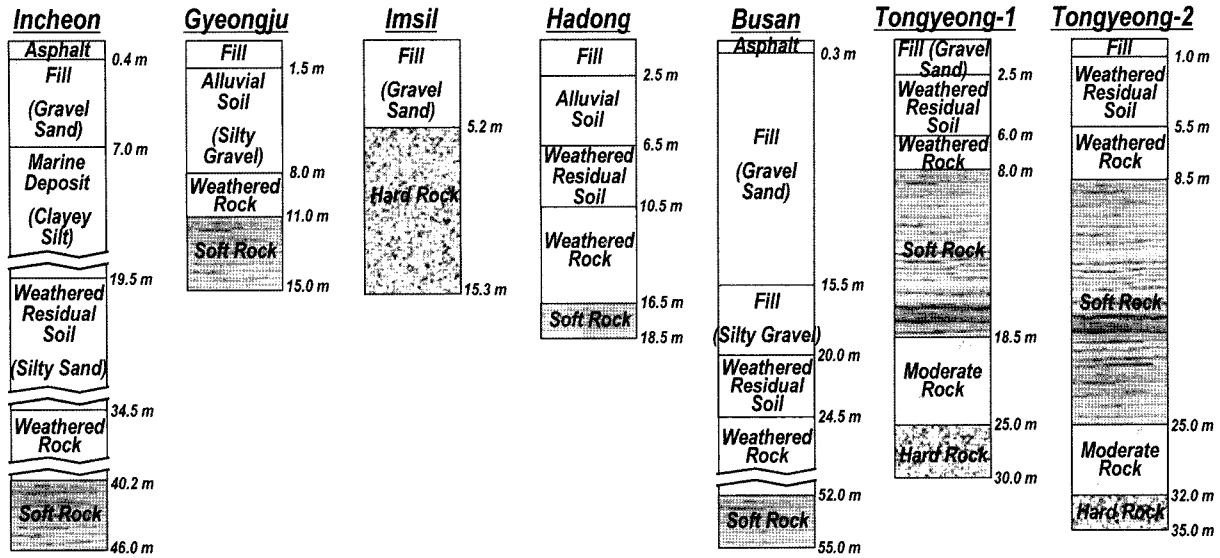 Incheon
Asphalt
0.4 m
Fill
(Gravel
Sand)
7.0 m
Marine
Deposit
(Clayey
Silt)
19.5 m
Weathered
Residual
Soil
(Silty Sand)
34.5 m
Weathered
Rock
40.2 m
Soft Rock
46.0 m
Gyeongju
Fill
1.5 m
Alluvial
Soil
(Silty
Gravel)
8.0 m
Weathered
Rock
11.0 m
Soft Rock
15.0 m
Imsil
Fill
(Gravel
Sand)
5.2 m
Hard Rock
15.3 m
Hadong
Fill
2.5 m
Alluvial
Soil
6.5 m
Weathered
Residual
Soil
10.5 m
Weathered
Rock
16.5 m
Soft Rock
18.5 m
Busan
Asphalt
0.3 m
Fill
(Gravel
Sand)
15.5 m
Fill
(Silty Gravel)
20.0 m
Weathered
Residual
Soil
24.5 m
Weathered
Rock
52.0 m
Soft Rock
55.0 m
Tongyeong-1
Fill (Gravel
Sand)
2.5 m
Weathered
Residual
Soil
6.0 m
Weathered
Rock
8.0 m
Soft Rock
18.5 m
Moderate
Rock
25.0 m
Hard Rock
30.0 m
Tongyeong-2
Fill
1.0 m
Weathered
Residual
Soil
5.5 m
Weathered
Rock
8.5 m
Soft Rock
25.0 m
Moderate
Rock
32.0 m
Hard Rock
35.0 m